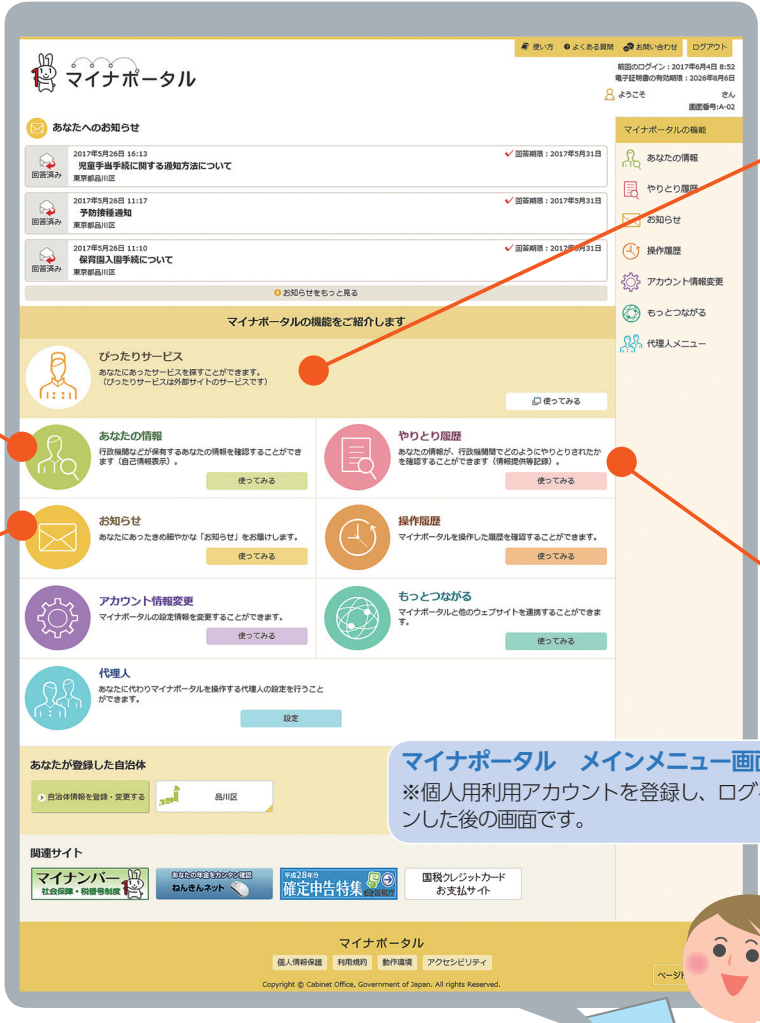 使い方 よくある質問 お問い合わせ ログアウト
マイナポータル
前回のログイン：2017年6月4日 8:52
電子証明書の有効期限：2026年8月6日
ようこそ さん
画面番号:A-02
あなたへのお知らせ
2017年5月26日 16:13
児童手当手続に関する通知方法について
回答済み 東京都品川区
回答期限：2017年5月31日
2017年5月26日 11:17
予防接種通知
回答済み 東京都品川区
回答期限：2017年5月31日
2017年5月26日 11:10
保育園入園手続について
回答済み 東京都品川区
回答期限：2017年5月31日
お知らせをもっと見る
マイナポータルの機能
あなたの情報
やりとり履歴
お知らせ
操作履歴
アカウント情報変更
もっとつながる
代理人メニュー
マイナポータルの機能をご紹介します
ぴったりサービス
あなたにあったサービスを探すことができます。
（ぴったりサービスは外部サイトのサービスです）
使ってみる
あなたの情報
行政機関などが保有するあなたの情報を確認することができ
ます（自己情報表示）。
使ってみる
やりとり履歴
あなたの情報が、行政機関間でどのようにやりとりされたか
を確認することができます（情報提供等記録）。
使ってみる
お知らせ
あなたにあったきめ細やかな「お知らせ」をお届けします。
使ってみる
操作履歴
マイナポータルを操作した履歴を確認することができます。
使ってみる
アカウント情報変更
マイナポータルの設定情報を変更することができます。
使ってみる
もっとつながる
マイナポータルと他のウェブサイトを連携することができま
す。
使ってみる
代理人
あなたに代わりマイナポータルを操作する代理人の設定を行うこと
ができます。
設定
あなたが登録した自治体
自治体情報を登録・変更する
品川区
マイナポータル メインメニュー画面
※個人用利用アカウントを登録し、ログイ
ンした後の画面です。
関連サイト
マイナンバー
社会保障・税番号制度
あなたの年金をカンタン確認
ねんきんネット
平成28年分
確定申告特集
国税庁
国税クレジットカード
お支払サイト
マイナポータル
個人情報保護 利用規約 動作環境 アクセシビリティ
Copyright © Cabinet Office, Government of Japan. All rights Reserved.